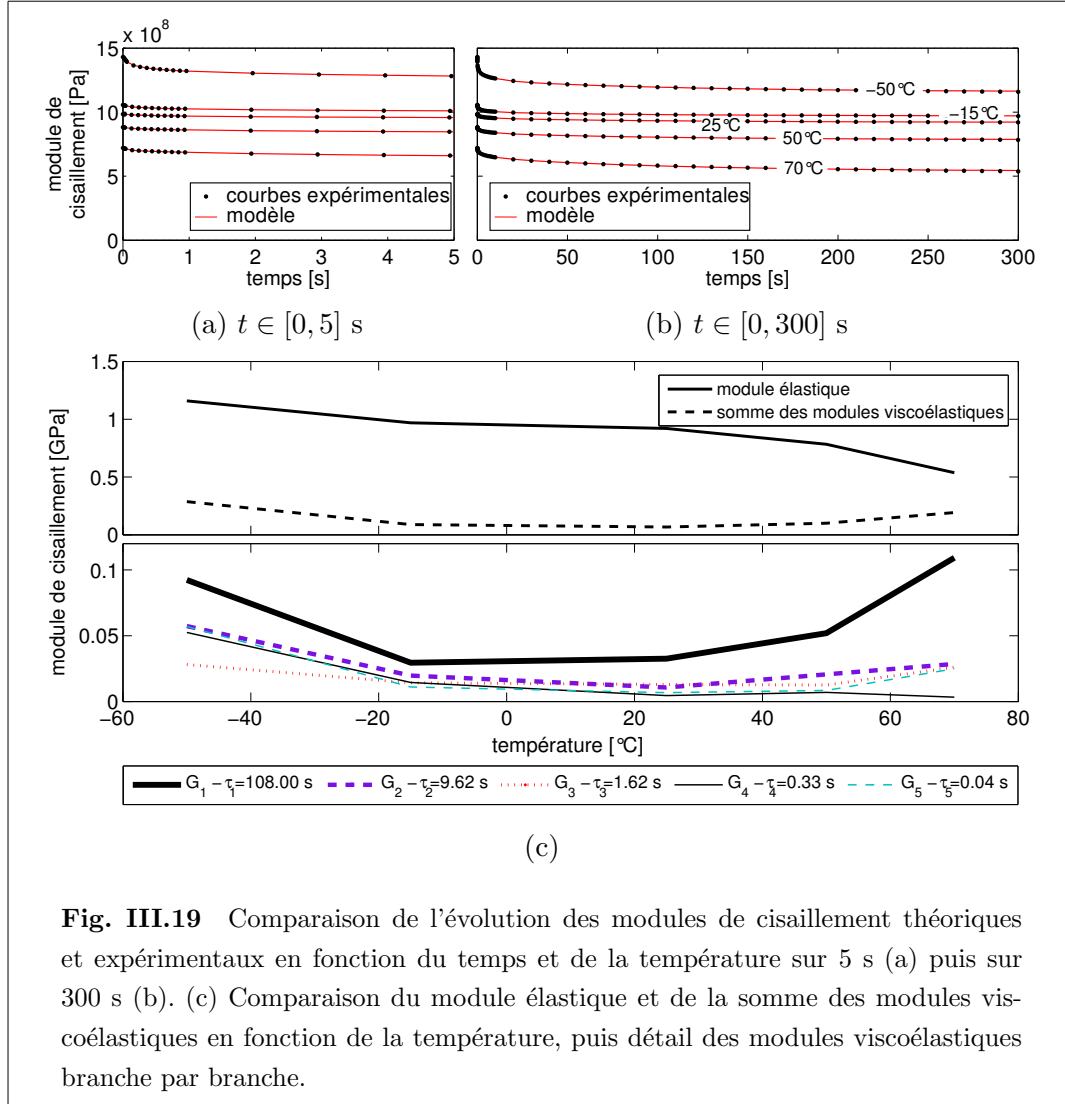 x 10⁸
15
10
5
0
module de
cisaillement [Pa]
courbes expérimentales
modèle
0 1 2 3 4 5
temps [s]
(a) t ∈ [0, 5] s
−50°C
−15°C
25°C
50°C
70°C
courbes expérimentales
modèle
0 50 100 150 200 250 300
temps [s]
(b) t ∈ [0, 300] s
module de cisaillement [GPa]
1.5
1
0.5
0
module élastique
somme des modules viscoélastiques
0.1
0.05
0
−60 −40 −20 0 20 40 60 80
température [°C]
G₁ − τ₁=108.00 s G₂ − τ₂=9.62 s G₃ − τ₃=1.62 s G₄ − τ₄=0.33 s G₅ − τ₅=0.04 s
(c)
Fig. III.19 Comparaison de l'évolution des modules de cisaillement théoriques
et expérimentaux en fonction du temps et de la température sur 5 s (a) puis sur
300 s (b). (c) Comparaison du module élastique et de la somme des modules vis-
coélastiques en fonction de la température, puis détail des modules viscoélastiques
branche par branche.